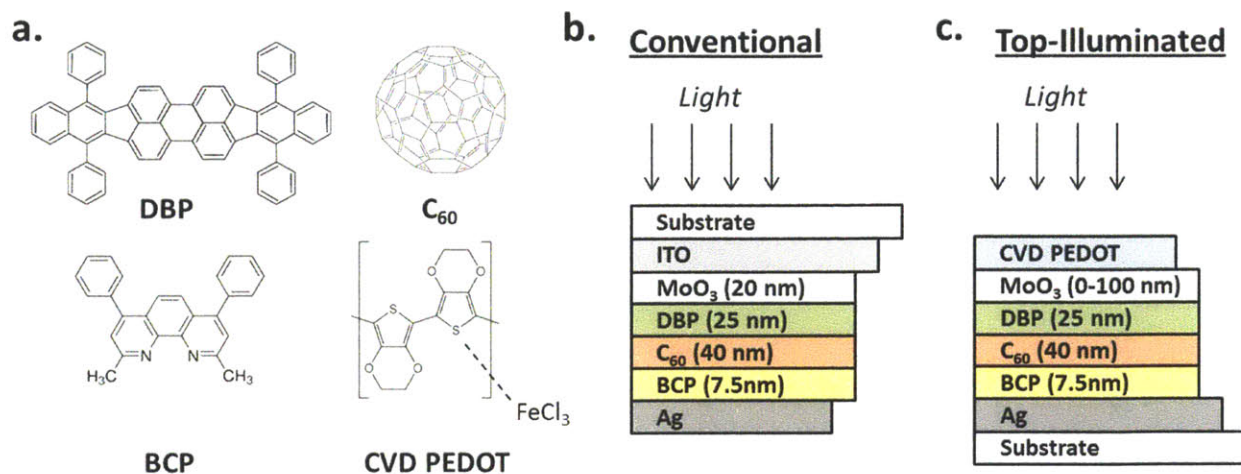 a.
DBP
C₆₀
N
N
H₃C
CH₃
BCP
O
O
S
S
O
O
FeCl₃
CVD PEDOT
b.
Conventional
Light
Substrate
ITO
MoO₃ (20 nm)
DBP (25 nm)
C₆₀ (40 nm)
BCP (7.5nm)
Ag
c.
Top-Illuminated
Light
CVD PEDOT
MoO₃ (0-100 nm)
DBP (25 nm)
C₆₀ (40 nm)
BCP (7.5nm)
Ag
Substrate